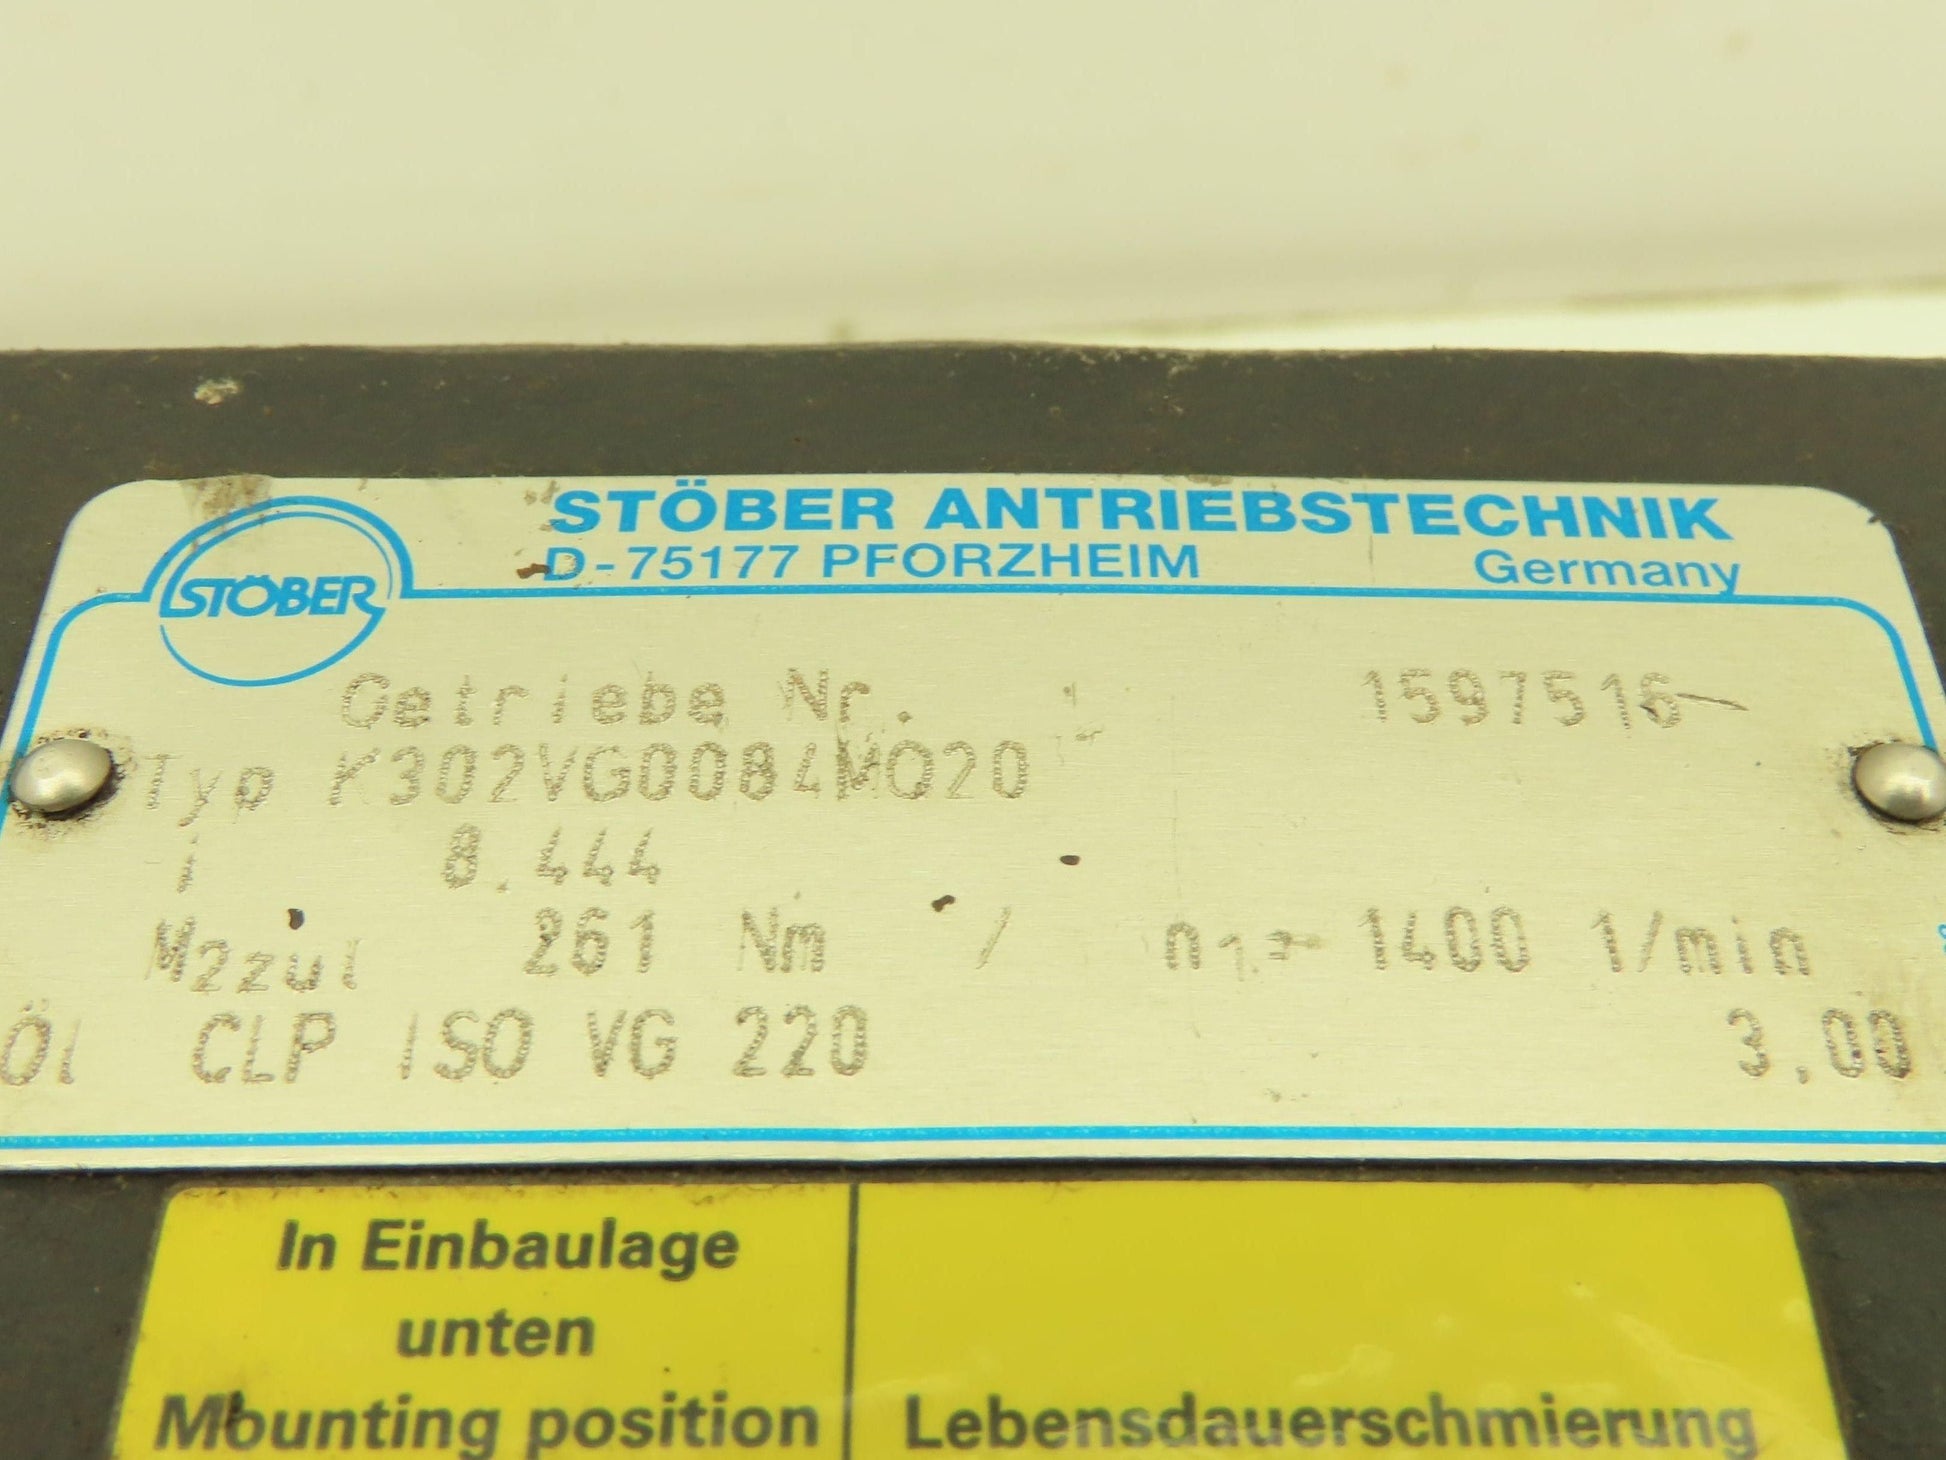 STÖBER ANTRIEBSTECHNIK
D-75177 PFORZHEIM Germany
STÖBER
Getriebe Nr. 1597516
Typ K302VG0084MO20
i 8.444
M2zul 261 Nm / n1= 1400 1/min
Öl CLP ISO VG 220 3.00
In Einbaulage
unten
Mounting position
Lebensdauerschmierung